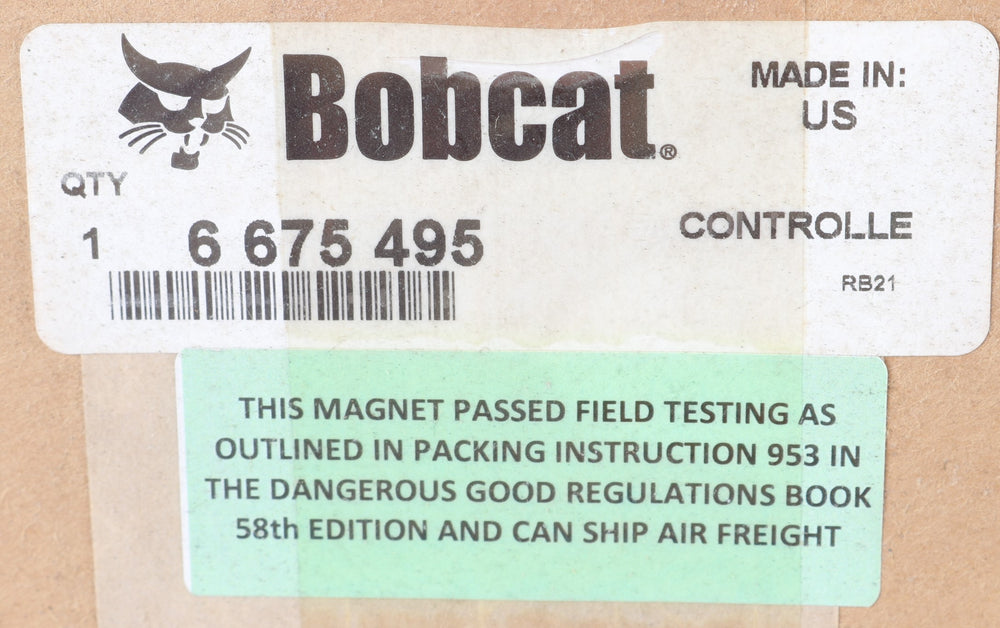 Bobcat®
MADE IN:
US
QTY
1 6 675 495
CONTROLLE
RB21
THIS MAGNET PASSED FIELD TESTING AS
OUTLINED IN PACKING INSTRUCTION 953 IN
THE DANGEROUS GOOD REGULATIONS BOOK
58th EDITION AND CAN SHIP AIR FREIGHT